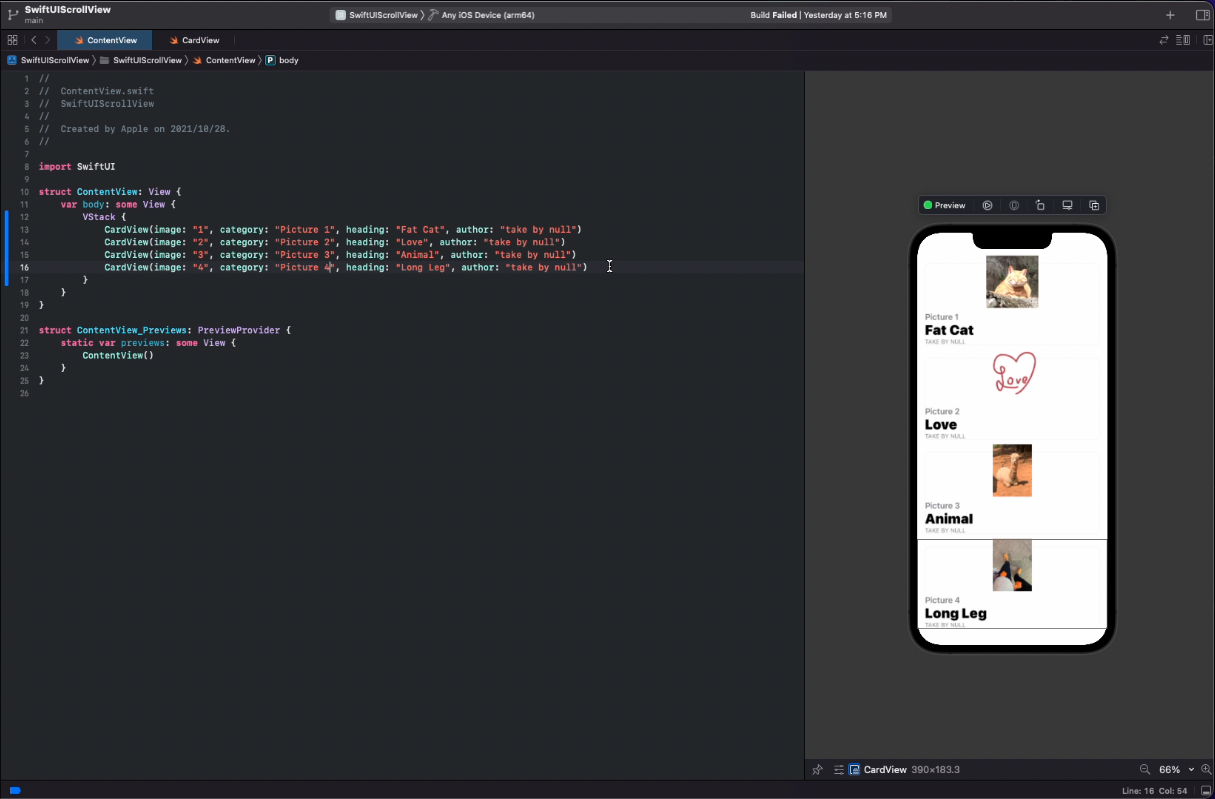 SwiftUIScrollView
main
SwiftUIScrollView
Any iOS Device (arm64)
Build Failed | Yesterday at 5:16 PM
ContentView
CardView
SwiftUIScrollView
SwiftUIScrollView
ContentView
P
body
1 //
2 //  ContentView.swift
3 //  SwiftUIScrollView
4 //
5 //  Created by Apple on 2021/10/28.
6 //
7
8 import SwiftUI
9
10 struct ContentView: View {
11     var body: some View {
12         VStack {
13             CardView(image: "1", category: "Picture 1", heading: "Fat Cat", author: "take by null")
14             CardView(image: "2", category: "Picture 2", heading: "Love", author: "take by null")
15             CardView(image: "3", category: "Picture 3", heading: "Animal", author: "take by null")
16             CardView(image: "4", category: "Picture 4", heading: "Long Leg", author: "take by null")
17         }
18     }
19 }
20
21 struct ContentView_Previews: PreviewProvider {
22     static var previews: some View {
23         ContentView()
24     }
25 }
26
Preview
Picture 1
Fat Cat
TAKE BY NULL
Love
Picture 2
Love
TAKE BY NULL
Picture 3
Animal
TAKE BY NULL
Picture 4
Long Leg
TAKE BY NULL
CardView 390×183.3
66%
Line: 16 Col: 54